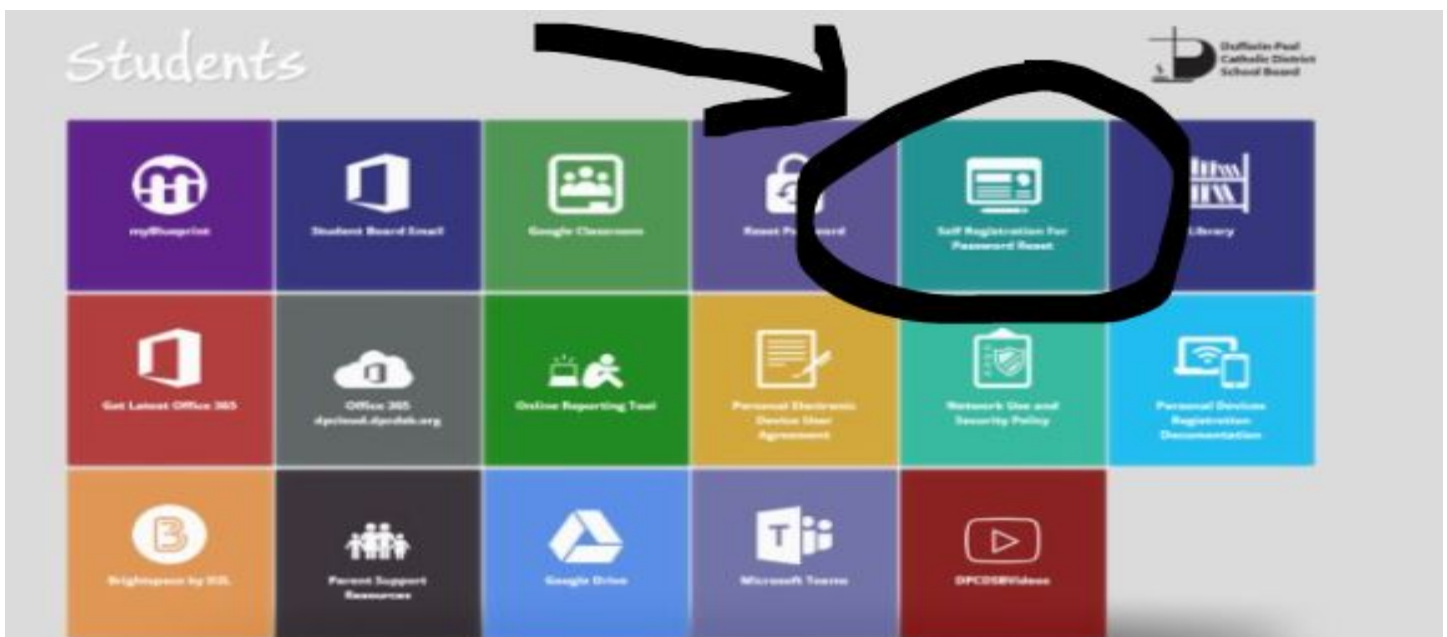 Students
Dufferin-Peel
Catholic District
School Board
myBlueprint
Student Board Email
Google Classroom
Reset
Self Registration For
Password Reset
Library
Get Latest Office 365
Office 365
dpcloud.dpcdsb.org
Online Reporting Tool
Personal Electronic
Device User
Agreement
Network Use and
Security Policy
Personal Devices
Registration
Documentation
Brightspace by D2L
Parent Support
Resources
Google Drive
T
Microsoft Teams
DPCDSBVideos